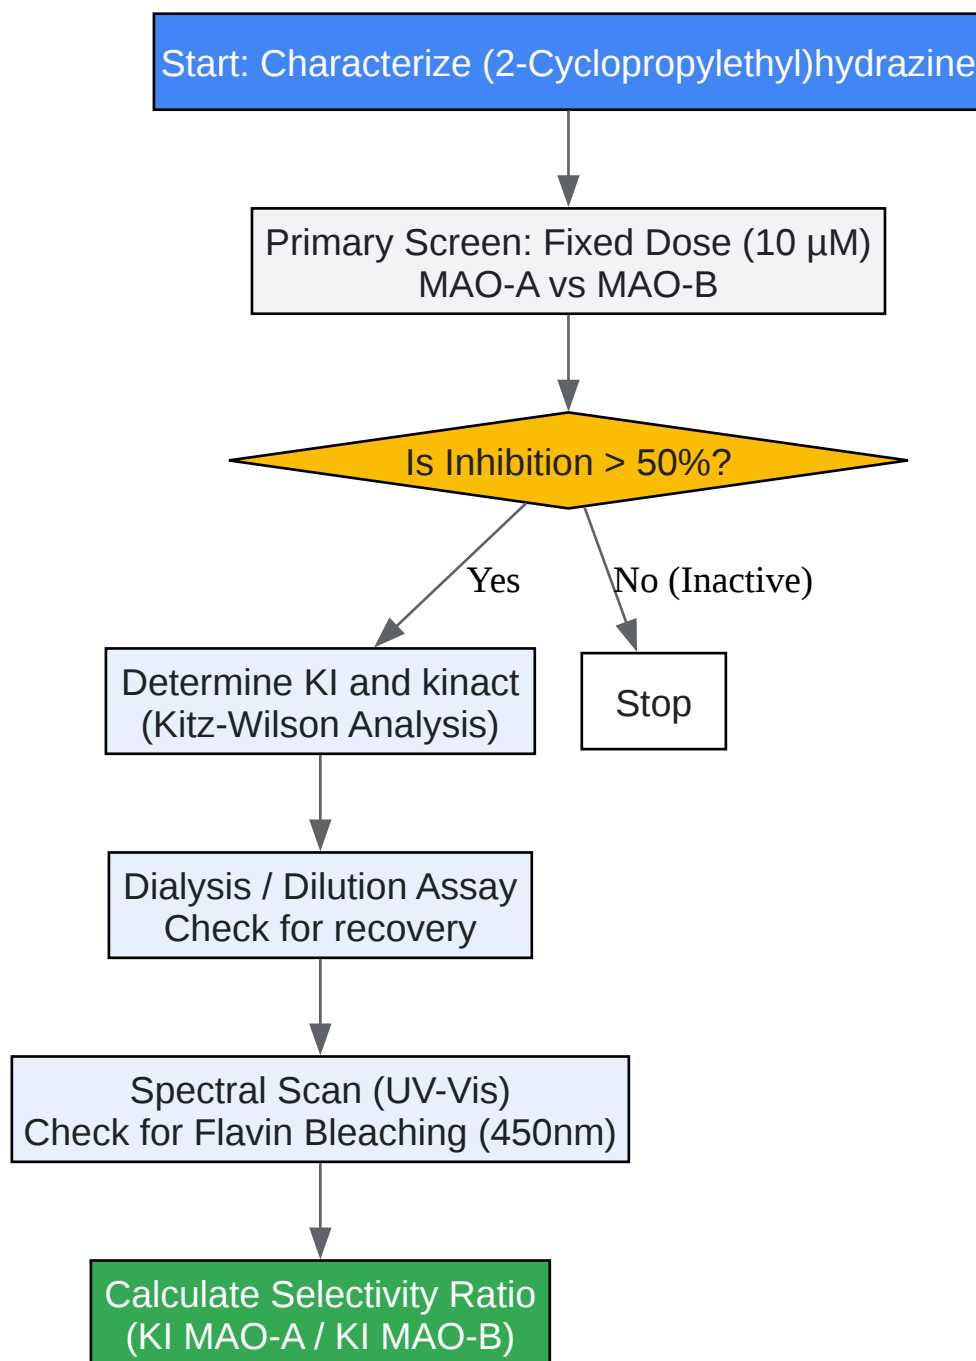 Start: Characterize (2-Cyclopropylethyl)hydrazine
Primary Screen: Fixed Dose (10 µM)
MAO-A vs MAO-B
Is Inhibition > 50%?
Yes
No (Inactive)
Determine KI and kinact
(Kitz-Wilson Analysis)
Stop
Dialysis / Dilution Assay
Check for recovery
Spectral Scan (UV-Vis)
Check for Flavin Bleaching (450nm)
Calculate Selectivity Ratio
(KI MAO-A / KI MAO-B)